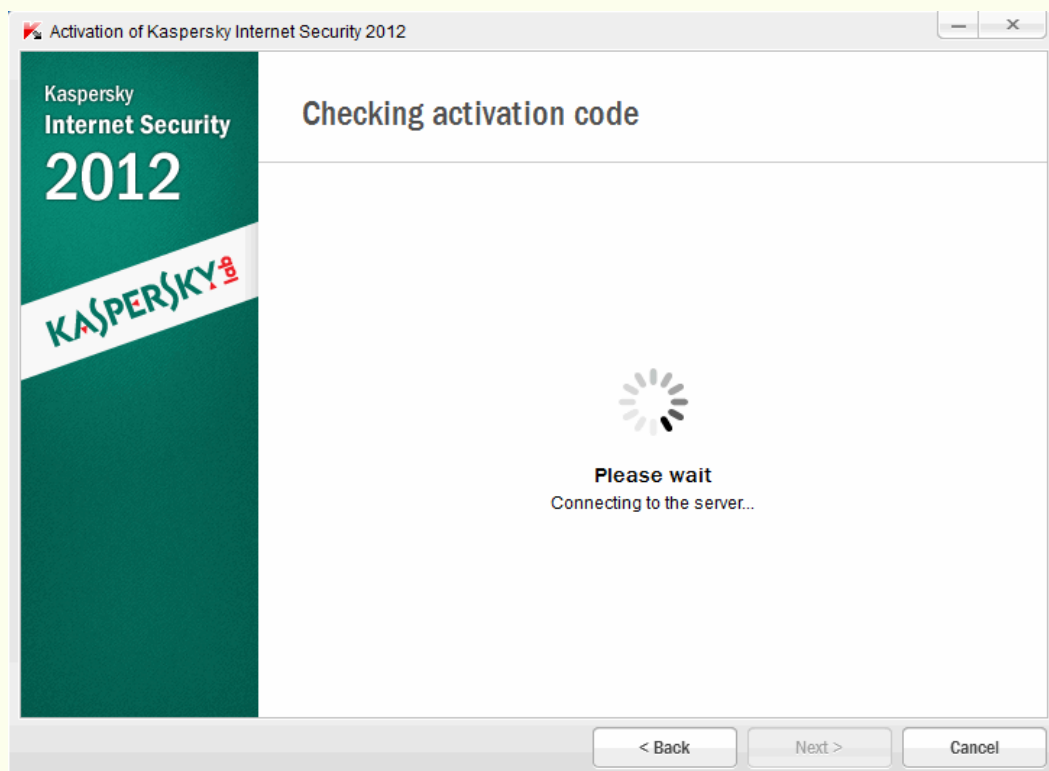 Activation of Kaspersky Internet Security 2012
Kaspersky
Internet Security
2012
KASPERSKY lab
Checking activation code
Please wait
Connecting to the server...
< Back
Next >
Cancel